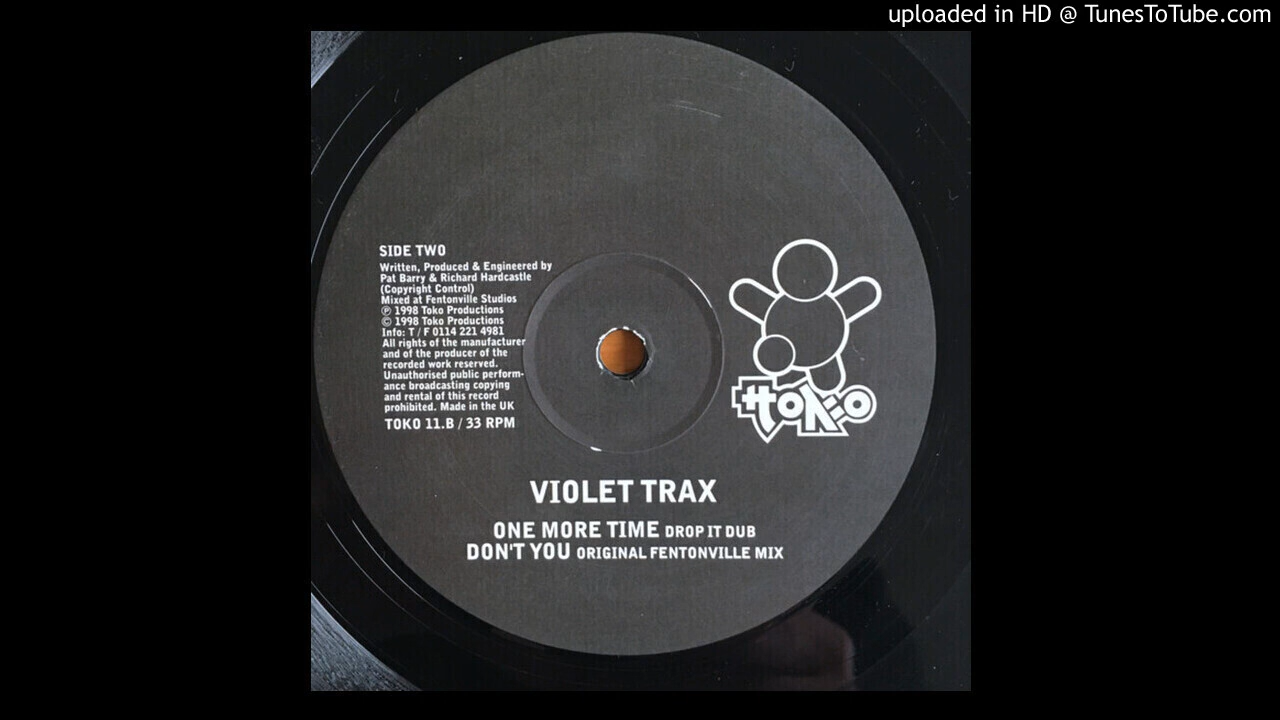 uploaded in HD @ TunesToTube.com
SIDE TWO
Written, Produced & Engineered by
Pat Barry & Richard Hardcastle
(Copyright Control)
Mixed at Fentonville Studios
℗ 1998 Toko Productions
© 1998 Toko Productions
Info: T / F 0114 221 4981
All rights of the manufacturer
and of the producer of the
recorded work reserved.
Unauthorised public perform-
ance broadcasting copying
and rental of this record
prohibited. Made in the UK
TOKO 11.B / 33 RPM
TOKO
VIOLET TRAX
ONE MORE TIME DROP IT DUB
DON'T YOU ORIGINAL FENTONVILLE MIX